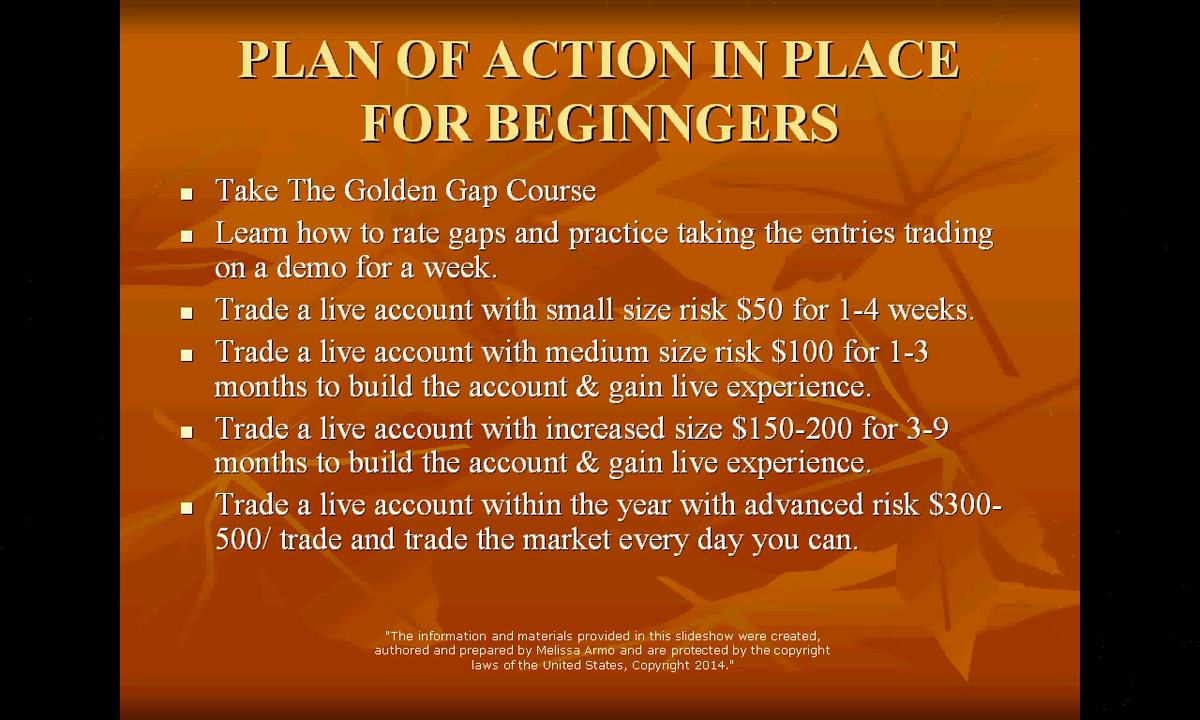 PLAN OF ACTION IN PLACE
FOR BEGINNGERS
Take The Golden Gap Course
Learn how to rate gaps and practice taking the entries trading
on a demo for a week.
Trade a live account with small size risk $50 for 1-4 weeks.
Trade a live account with medium size risk $100 for 1-3
months to build the account & gain live experience.
Trade a live account with increased size $150-200 for 3-9
months to build the account & gain live experience.
Trade a live account within the year with advanced risk $300-
500/ trade and trade the market every day you can.
"The information and materials provided in this slideshow were created,
authored and prepared by Melissa Armo and are protected by the copyright
laws of the United States, Copyright 2014."